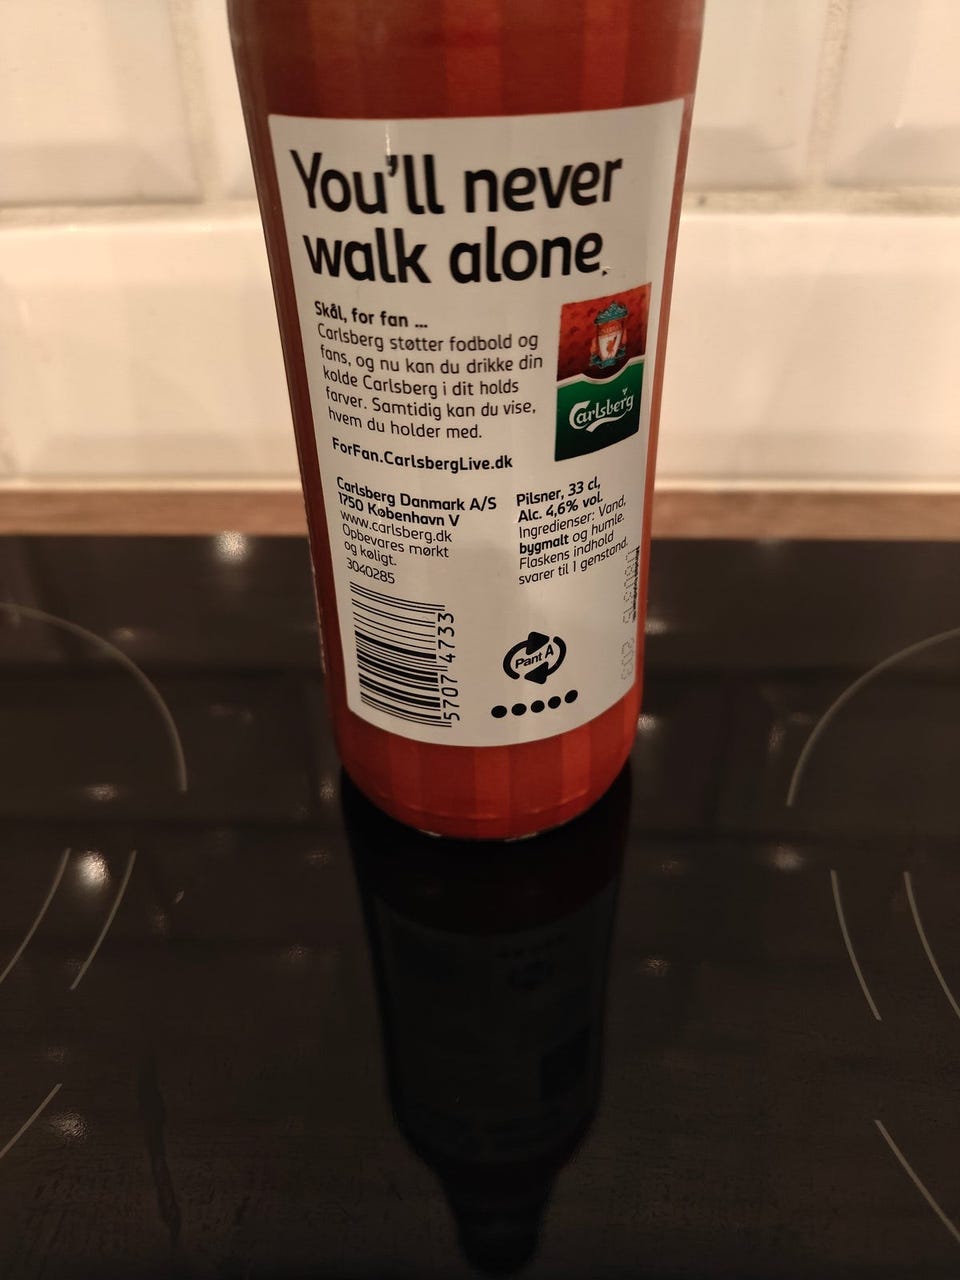 You'll never
walk alone.
Skål, for fan ...
Carlsberg støtter fodbold og
fans, og nu kan du drikke din
kolde Carlsberg i dit holds
farver. Samtidig kan du vise,
hvem du holder med.
ForFan.CarlsbergLive.dk
Carlsberg
Carlsberg Danmark A/S
1750 København V
www.carlsberg.dk
Opbevares mørkt
og køligt.
3040285
Pilsner, 33 cl,
Alc. 4,6% vol.
Ingredienser: Vand,
bygmalt og humle.
Flaskens indhold
svarer til 1 genstand.
5707 4733
Pant A